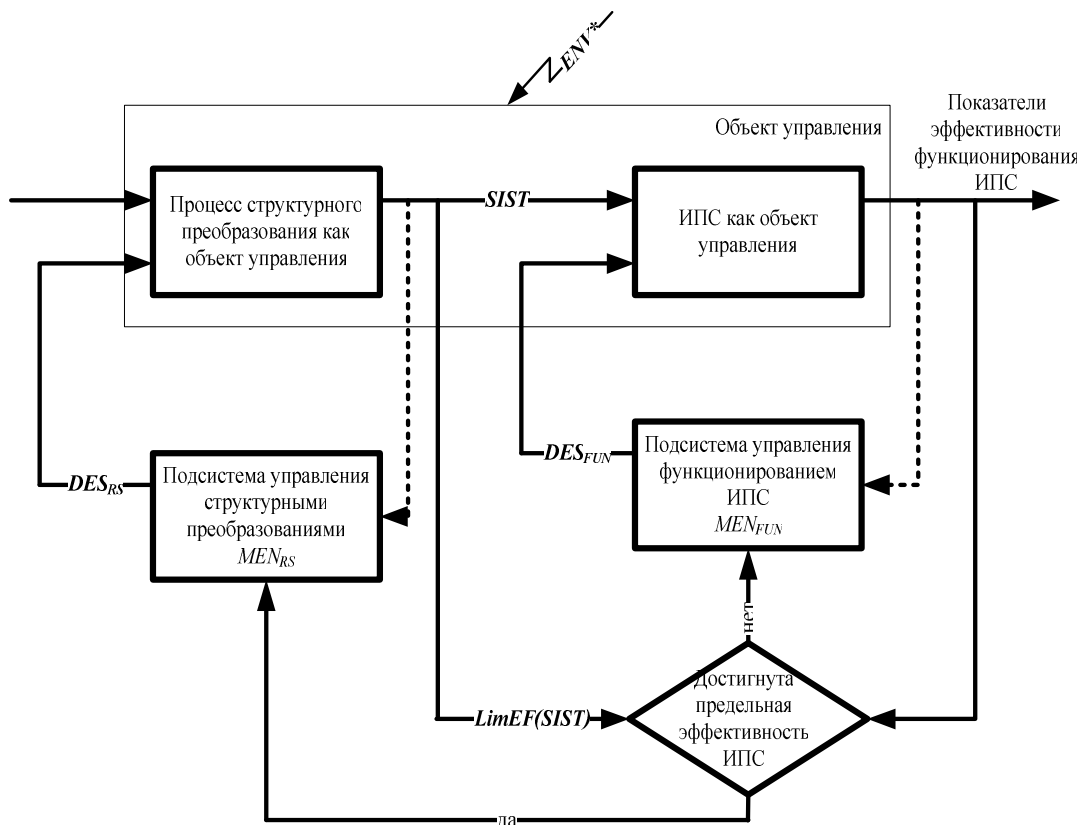 ENV*
Объект управления
Показатели
эффективности
функционирования
ИПС
Процесс структурного
преобразования как
объект управления
SIST
ИПС как объект
управления
DES_RS
Подсистема управления
структурными
преобразованиями
MEN_RS
DES_FUN
Подсистема управления
функционированием
ИПС
MEN_FUN
нет
LimEF(SIST)
Достигнута
предельная
эффективность
ИПС
да